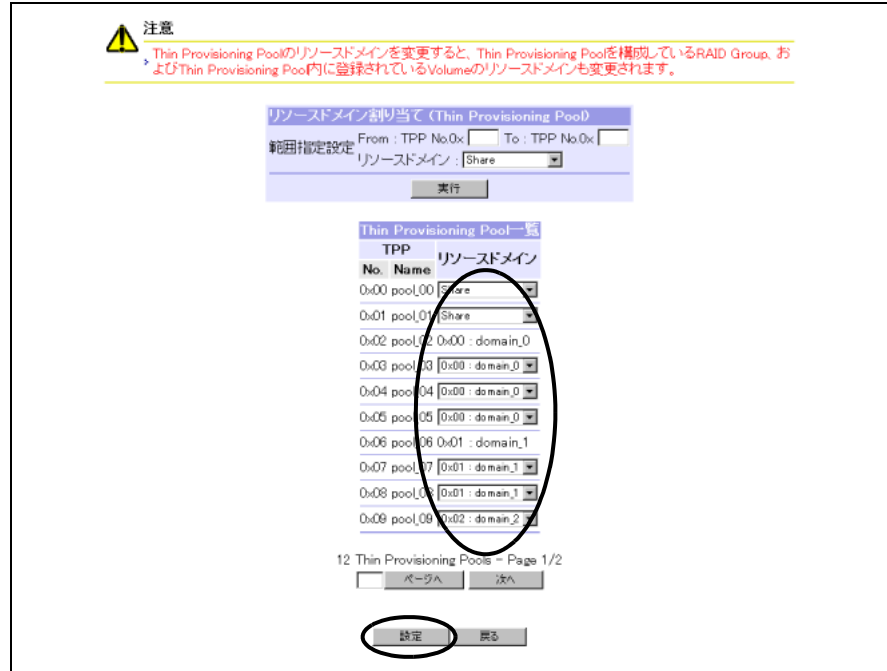 注意
Thin Provisioning Poolのリソースドメインを変更すると、Thin Provisioning Poolを構成しているRAID Group、お
よびThin Provisioning Pool内に登録されているVolumeのリソースドメインも変更されます。
リソースドメイン割り当て (Thin Provisioning Pool)
範囲指定設定 From : TPP No.0x To : TPP No.0x
リソースドメイン : Share
実行
Thin Provisioning Pool一覧
TPP リソースドメイン
No. Name
0x00 pool_00 Share
0x01 pool_01 Share
0x02 pool_02 0x00 : domain_0
0x03 pool_03 0x00 : domain_0
0x04 pool_04 0x00 : domain_0
0x05 pool_05 0x00 : domain_0
0x06 pool_06 0x01 : domain_1
0x07 pool_07 0x01 : domain_1
0x08 pool_08 0x01 : domain_1
0x09 pool_09 0x02 : domain_2
12 Thin Provisioning Pools - Page 1/2
ページへ 次へ
設定 戻る